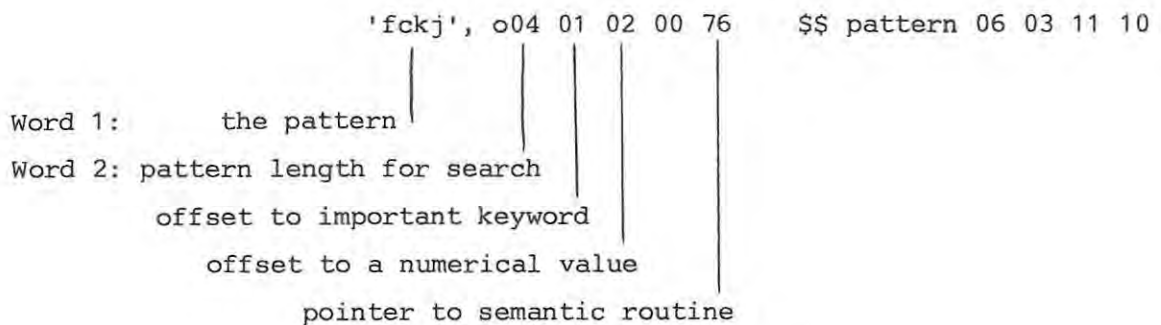 'fckj', o04 01 02 00 76 $$ pattern 06 03 11 10
Word 1: the pattern
Word 2: pattern length for search
offset to important keyword
offset to a numerical value
pointer to semantic routine